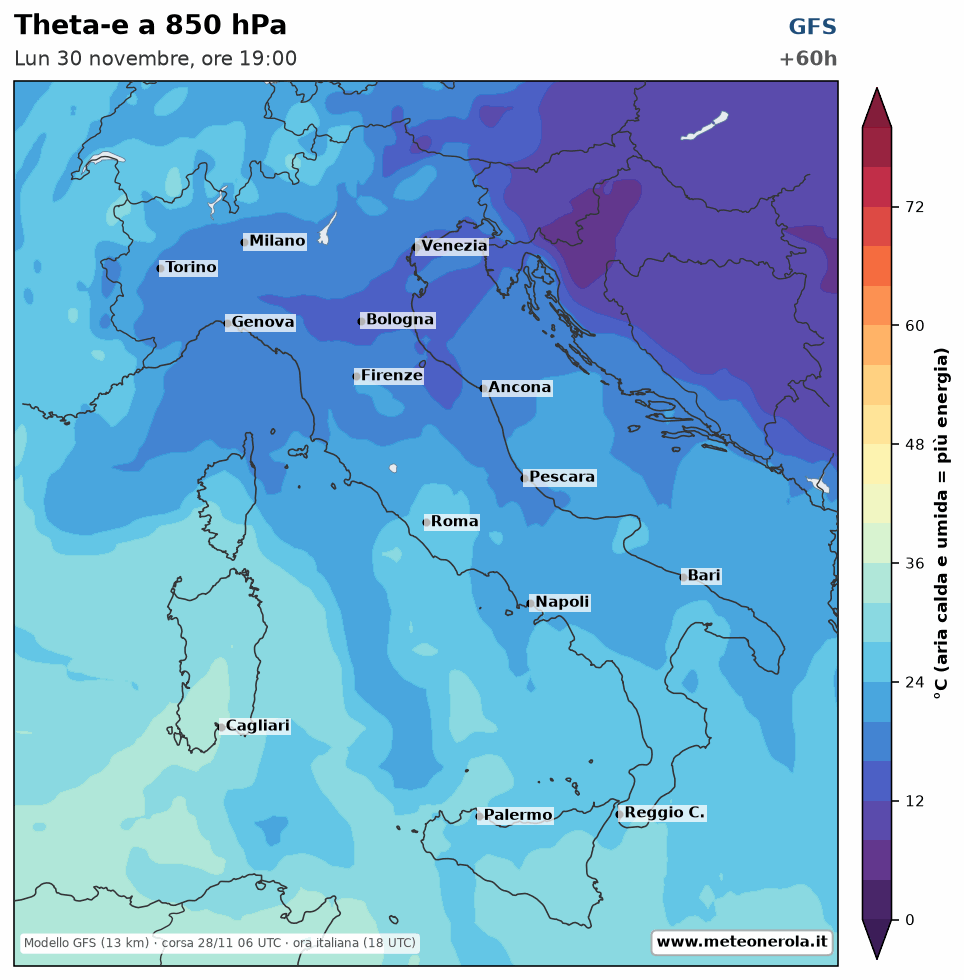 Theta-e a 850 hPa
GFS
Lun 30 novembre, ore 19:00
+60h
Milano
Venezia
Torino
Genova
Bologna
Firenze
Ancona
Pescara
Roma
Bari
Napoli
Cagliari
Palermo
Reggio C.
72
60
48
36
24
12
0
°C (aria calda e umida = più energia)
Modello GFS (13 km) · corsa 28/11 06 UTC · ora italiana (18 UTC)
www.meteonerola.it